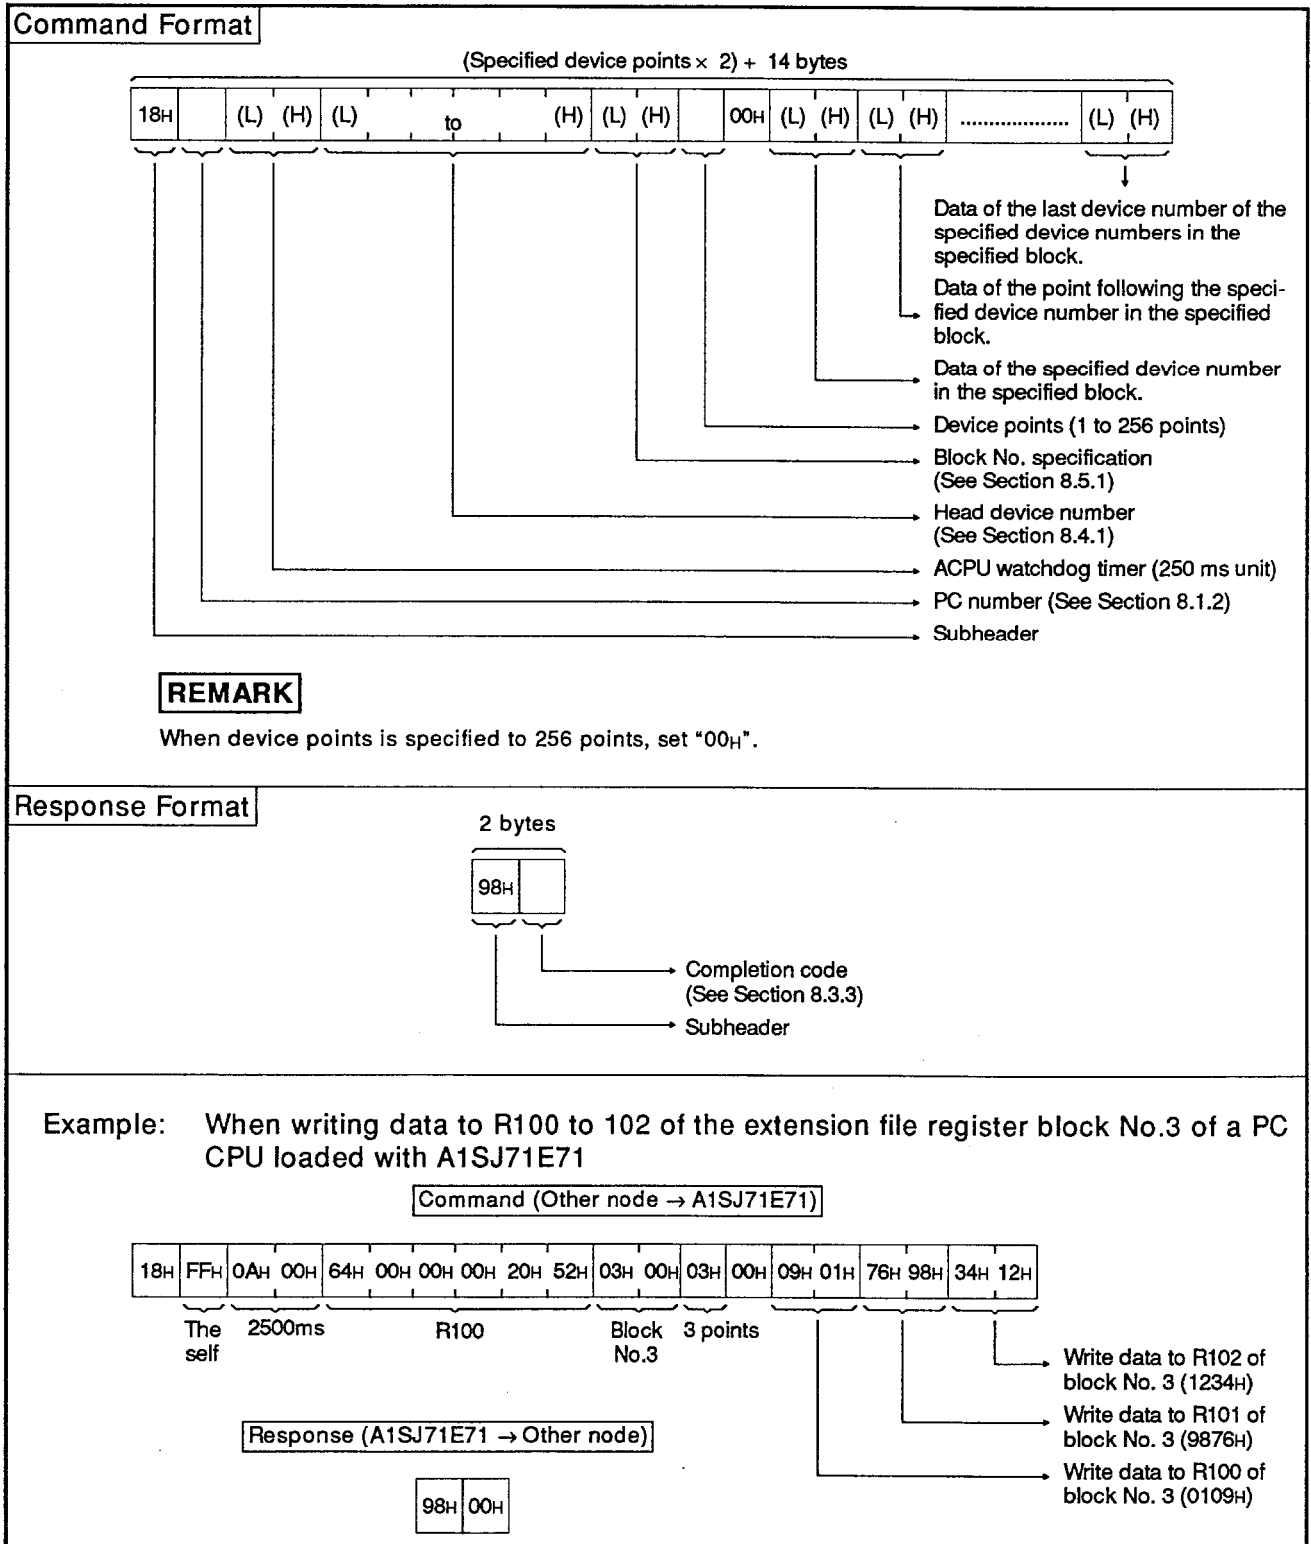 Command Format
(Specified device points × 2) + 14 bytes
18H (L) (H) (L) to (H) (L) (H) 00H (L) (H) (L) (H) ................... (L) (H)
Data of the last device number of the
specified device numbers in the
specified block.
Data of the point following the speci-
fied device number in the specified
block.
Data of the specified device number
in the specified block.
Device points (1 to 256 points)
Block No. specification
(See Section 8.5.1)
Head device number
(See Section 8.4.1)
ACPU watchdog timer (250 ms unit)
PC number (See Section 8.1.2)
Subheader
REMARK
When device points is specified to 256 points, set "00H".
Response Format
2 bytes
98H
Completion code
(See Section 8.3.3)
Subheader
Example: When writing data to R100 to 102 of the extension file register block No.3 of a PC
CPU loaded with A1SJ71E71
Command (Other node → A1SJ71E71)
18H FFH 0AH 00H 64H 00H 00H 00H 20H 52H 03H 00H 03H 00H 09H 01H 76H 98H 34H 12H
The 2500ms R100 Block 3 points
self No.3
Write data to R102 of
block No. 3 (1234H)
Write data to R101 of
block No. 3 (9876H)
Write data to R100 of
block No. 3 (0109H)
Response (A1SJ71E71 → Other node)
98H 00H